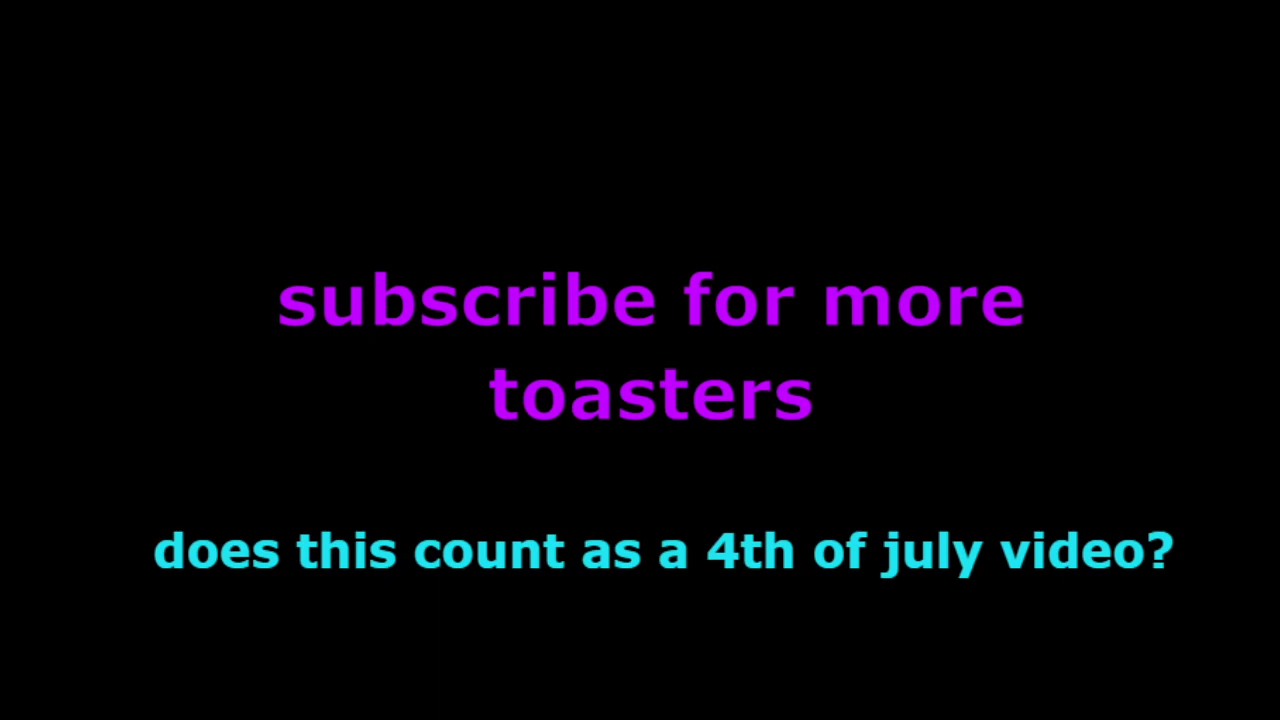 subscribe for more
toasters
does this count as a 4th of july video?